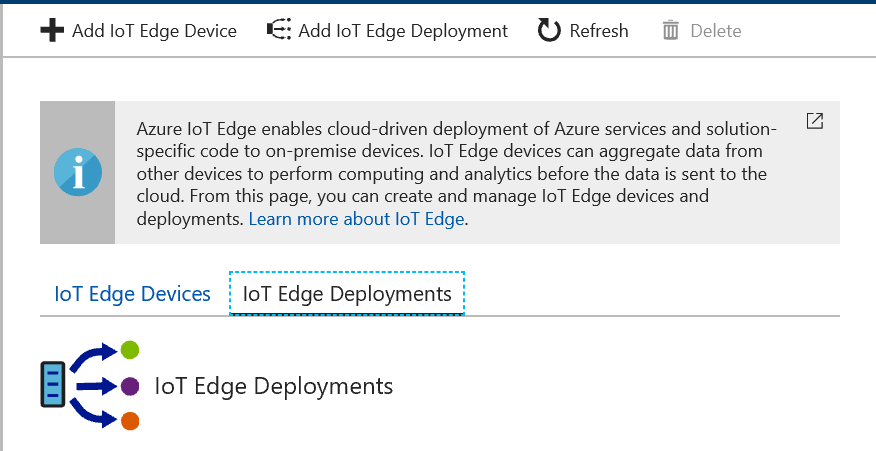 Add IoT Edge Device Add IoT Edge Deployment Refresh Delete
Azure IoT Edge enables cloud-driven deployment of Azure services and solution-
specific code to on-premise devices. IoT Edge devices can aggregate data from
other devices to perform computing and analytics before the data is sent to the
cloud. From this page, you can create and manage IoT Edge devices and
deployments. Learn more about IoT Edge.
IoT Edge Devices IoT Edge Deployments
IoT Edge Deployments